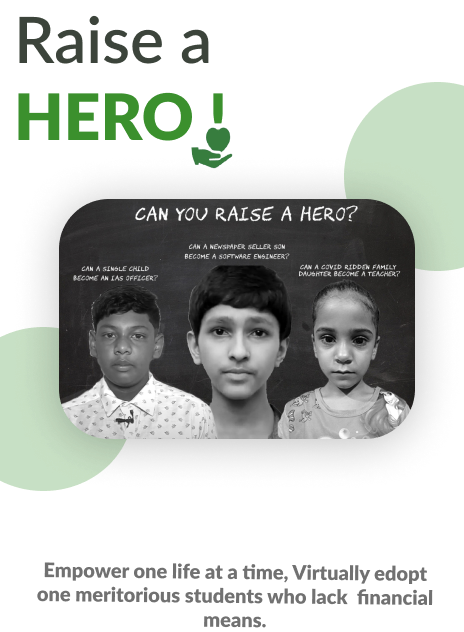 Raise a
HERO!
CAN YOU RAISE A HERO?
CAN A NEWSPAPER SELLER SON
BECOME A SOFTWARE ENGINEER?
CAN A SINGLE CHILD
BECOME AN IAS OFFICER?
CAN A COVID RIDDEN FAMILY
DAUGHTER BECOME A TEACHER?
Empower one life at a time, Virtually edopt
one meritorious students who lack  financial
means.